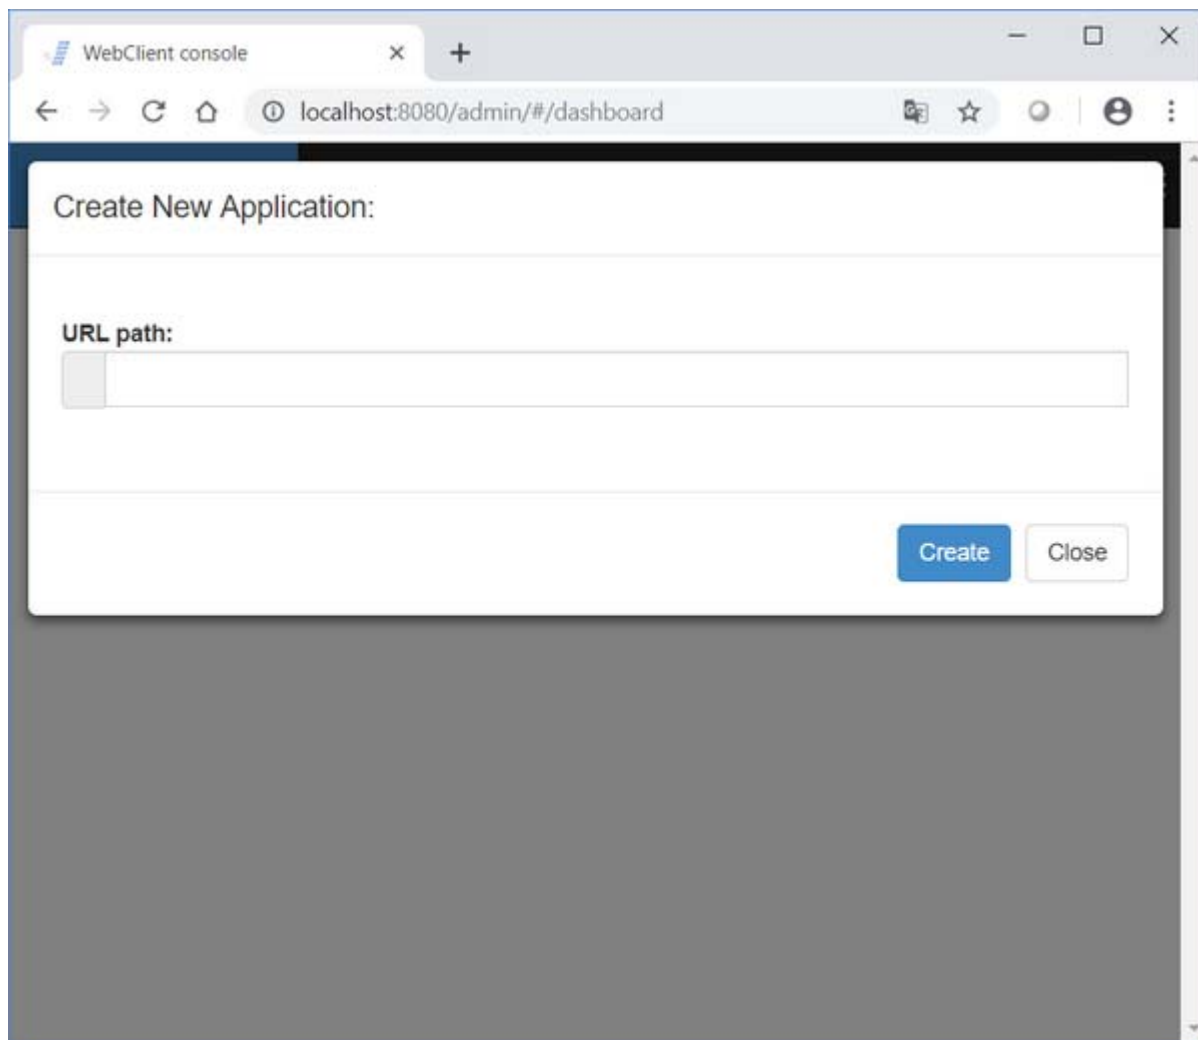 WebClient console
localhost:8080/admin/#/dashboard
Create New Application:
URL path:
Create Close